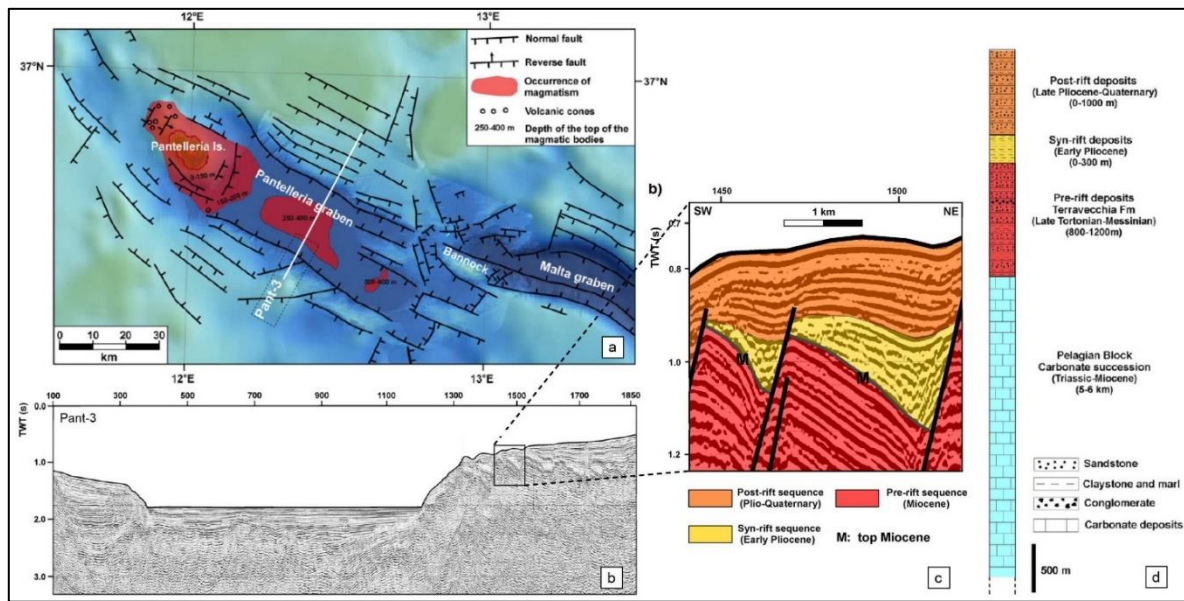 12°E
13°E
37°N
37°N
Normal fault
Reverse fault
Occurrence of
magmatism
Volcanic cones
250-400 m
Depth of the top of the
magmatic bodies
Pantelleria Is.
0-150 m
150-250 m
Pantelleria graben
250-400 m
Bannock
Malta graben
Pant-3
0 10 20 30
km
12°E
13°E
a
100 300 500 700 900 1100 1300 1500 1700 1850
TWT (s)
0.0
1.0
2.0
3.0
Pant-3
b
b)
1450
1500
SW
NE
1 km
TWT (s)
0.7
0.8
1.0
1.2
M
M
Post-rift sequence
(Plio-Quaternary)
Pre-rift sequence
(Miocene)
Syn-rift sequence
(Early Pliocene)
M: top Miocene
c
Post-rift deposits
(Late Pliocene-Quaternary)
(0-1000 m)
Syn-rift deposits
(Early Pliocene)
(0-300 m)
Pre-rift deposits
Terravecchia Fm
(Late Tortonian-Messinian)
(800-1200m)
Pelagian Block
Carbonate succession
(Triassic-Miocene)
(5-6 km)
Sandstone
Claystone and marl
Conglomerate
Carbonate deposits
500 m
d